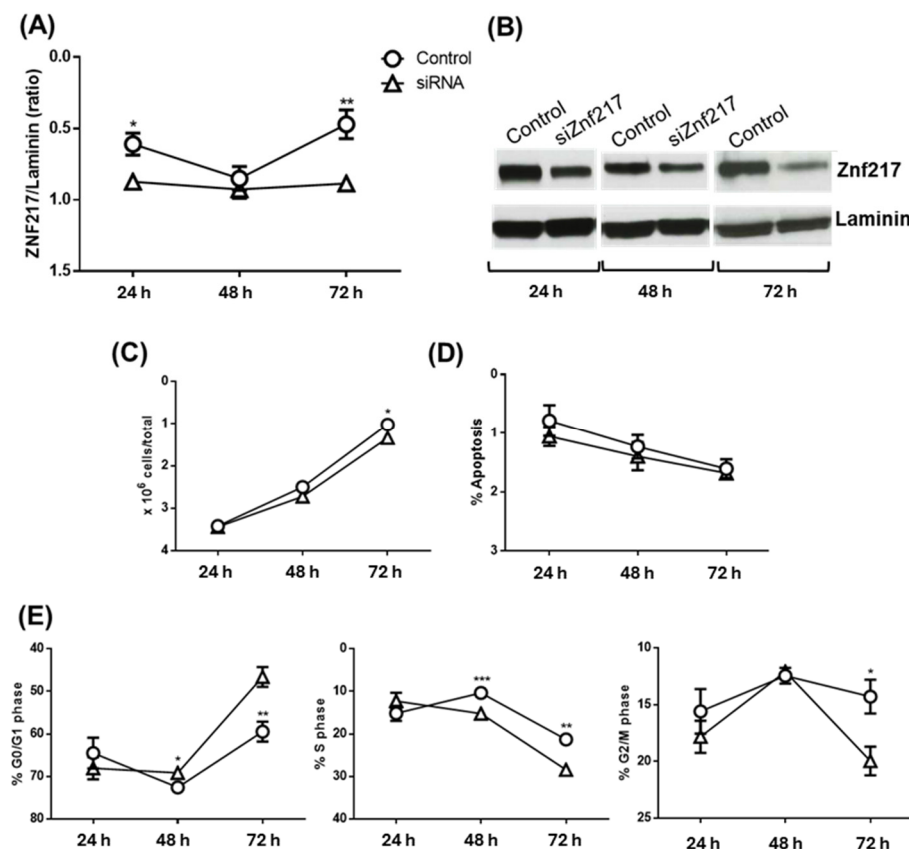 (A)
ZNF217/Laminin (ratio)
0.0
0.5
1.0
1.5
* **
Control
siRNA
24 h 48 h 72 h
(B)
Control siZnf217 Control siZnf217 Control
Znf217
Laminin
24 h 48 h 72 h
(C)
x 10⁶ cells/total
0
1
2
3
4
*
24 h 48 h 72 h
(D)
% Apoptosis
0
1
2
3
24 h 48 h 72 h
(E)
% G0/G1 phase
40
50
60
70
80
* **
24 h 48 h 72 h
% S phase
0
10
20
30
40
*** **
24 h 48 h 72 h
% G2/M phase
10
15
20
25
*
24 h 48 h 72 h